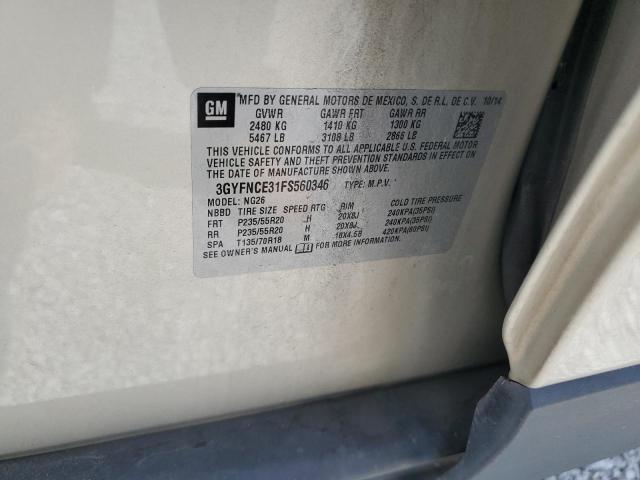 GM
MFD BY GENERAL MOTORS DE MEXICO, S. DE R.L. DE C.V. 10/14
GVWR GAWR FRT GAWR RR
2480 KG 1410 KG 1300 KG
5467 LB 3108 LB 2866 LB
THIS VEHICLE CONFORMS TO ALL APPLICABLE U.S. FEDERAL MOTOR
VEHICLE SAFETY AND THEFT PREVENTION STANDARDS IN EFFECT ON
THE DATE OF MANUFACTURE SHOWN ABOVE.
3GYFNCE31FS560346 TYPE: M.P.V.
MODEL: NG26
NBBD TIRE SIZE SPEED RTG RIM COLD TIRE PRESSURE
FRT P235/55R20 H 20X8J 240KPA(35PSI)
RR P235/55R20 H 20X8J 240KPA(35PSI)
SPA T135/70R18 M 18X4.5B 420KPA(60PSI)
SEE OWNER'S MANUAL FOR MORE INFORMATION.